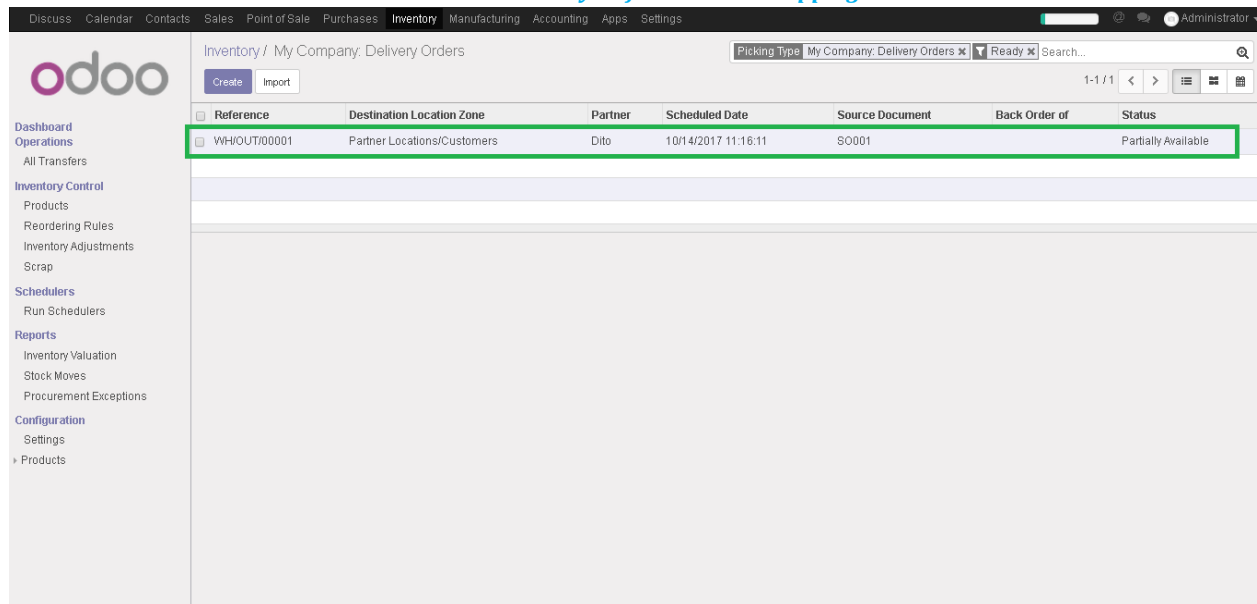 Discuss Calendar Contacts Sales Point of Sale Purchases Inventory Manufacturing Accounting Apps Settings @ Administrator
odoo
Inventory / My Company: Delivery Orders
Picking Type My Company: Delivery Orders x Ready x Search...
Create Import
1-1 / 1 < >
Reference Destination Location Zone Partner Scheduled Date Source Document Back Order of Status
WH/OUT/00001 Partner Locations/Customers Dito 10/14/2017 11:16:11 SO001 Partially Available
Dashboard
Operations
All Transfers
Inventory Control
Products
Reordering Rules
Inventory Adjustments
Scrap
Schedulers
Run Schedulers
Reports
Inventory Valuation
Stock Moves
Procurement Exceptions
Configuration
Settings
Products